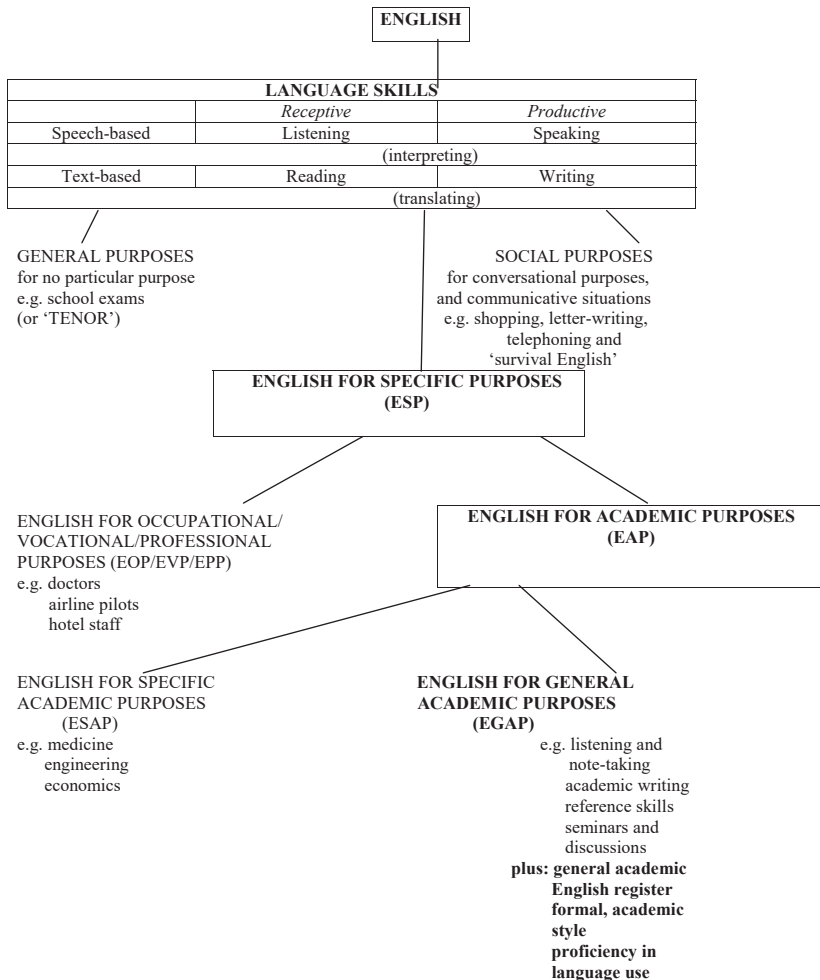 ENGLISH
LANGUAGE SKILLS
Receptive Productive
Speech-based Listening Speaking
(interpreting)
Text-based Reading Writing
(translating)
GENERAL PURPOSES
for no particular purpose
e.g. school exams
(or ‘TENOR’)
SOCIAL PURPOSES
for conversational purposes,
and communicative situations
e.g. shopping, letter-writing,
telephoning and
‘survival English’
ENGLISH FOR SPECIFIC PURPOSES
(ESP)
ENGLISH FOR OCCUPATIONAL/
VOCATIONAL/PROFESSIONAL
PURPOSES (EOP/EVP/EPP)
e.g. doctors
airline pilots
hotel staff
ENGLISH FOR ACADEMIC PURPOSES
(EAP)
ENGLISH FOR SPECIFIC
ACADEMIC PURPOSES
(ESAP)
e.g. medicine
engineering
economics
ENGLISH FOR GENERAL
ACADEMIC PURPOSES
(EGAP)
e.g. listening and
note-taking
academic writing
reference skills
seminars and
discussions
plus: general academic
English register
formal, academic
style
proficiency in
language use